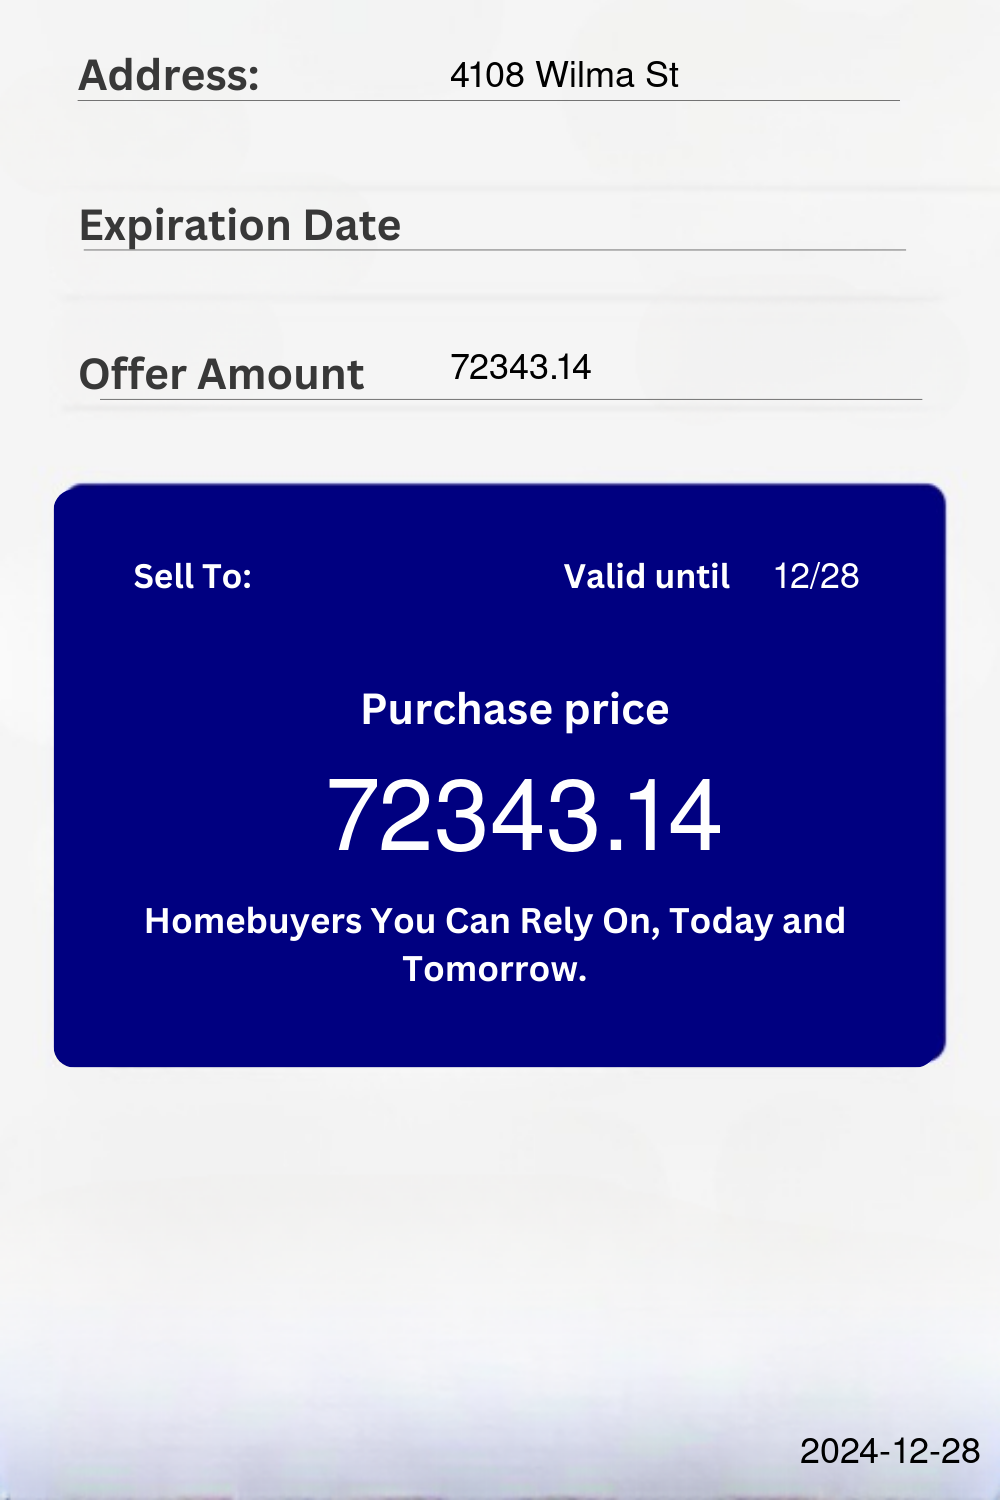 Address: 4108 Wilma St
Expiration Date
Offer Amount 72343.14
Sell To: Valid until 12/28
Purchase price
72343.14
Homebuyers You Can Rely On, Today and
Tomorrow.
2024-12-28